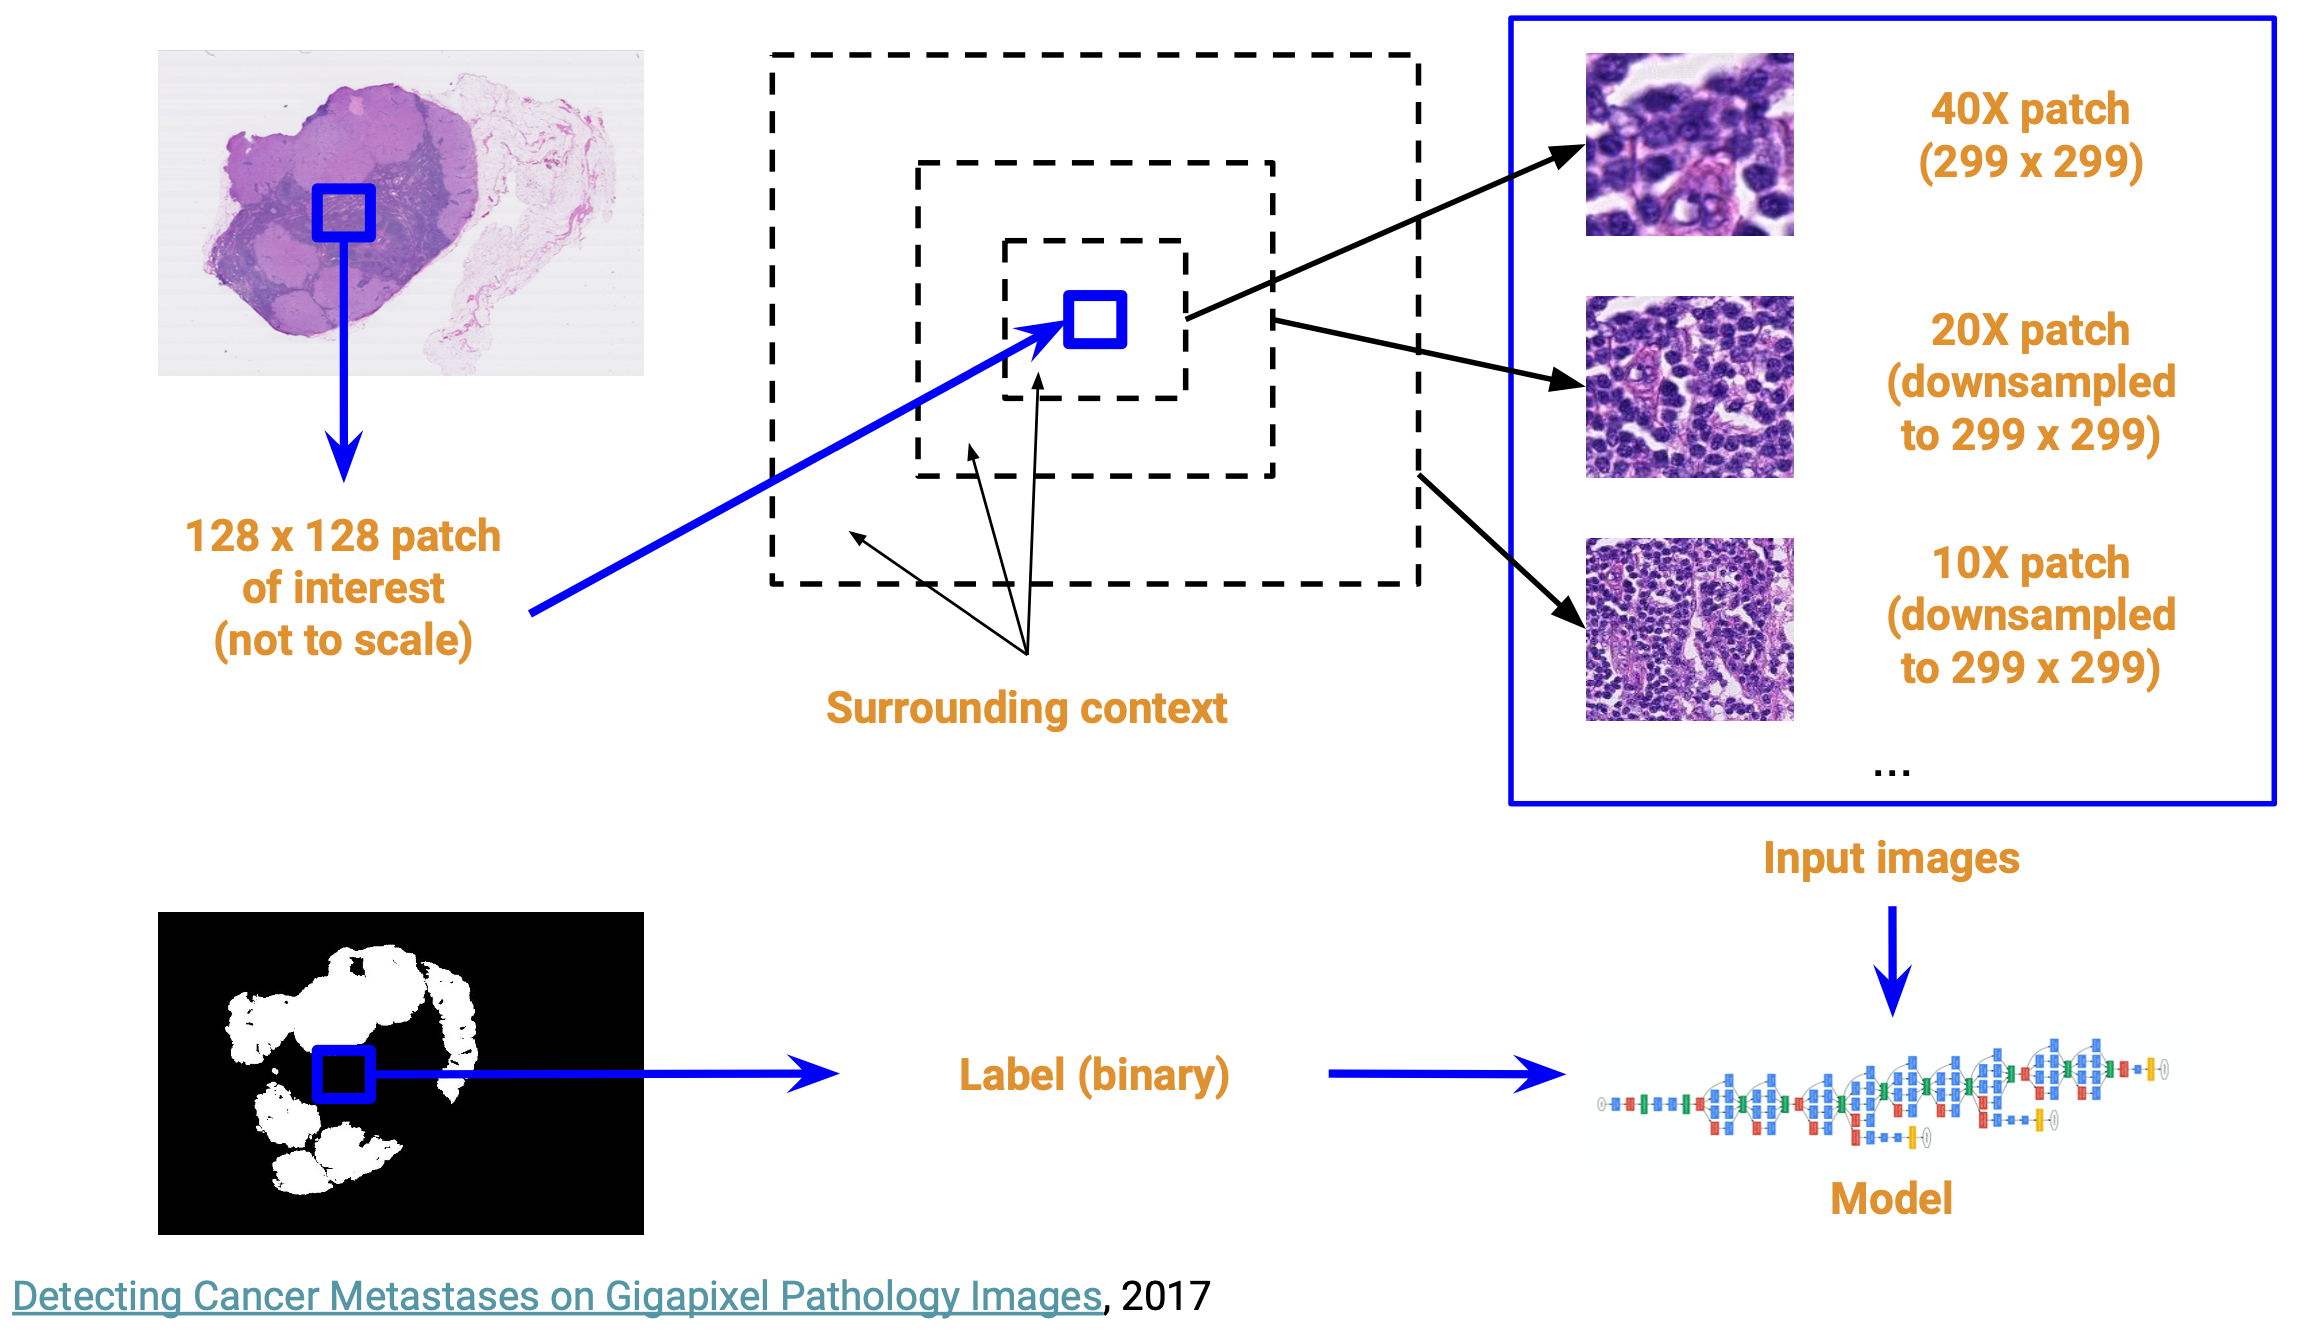 40X patch
(299 x 299)
20X patch
(downsampled
to 299 x 299)
128 x 128 patch
of interest
(not to scale)
10X patch
(downsampled
to 299 x 299)
Surrounding context
...
Input images
Label (binary)
Model
Detecting Cancer Metastases on Gigapixel Pathology Images, 2017